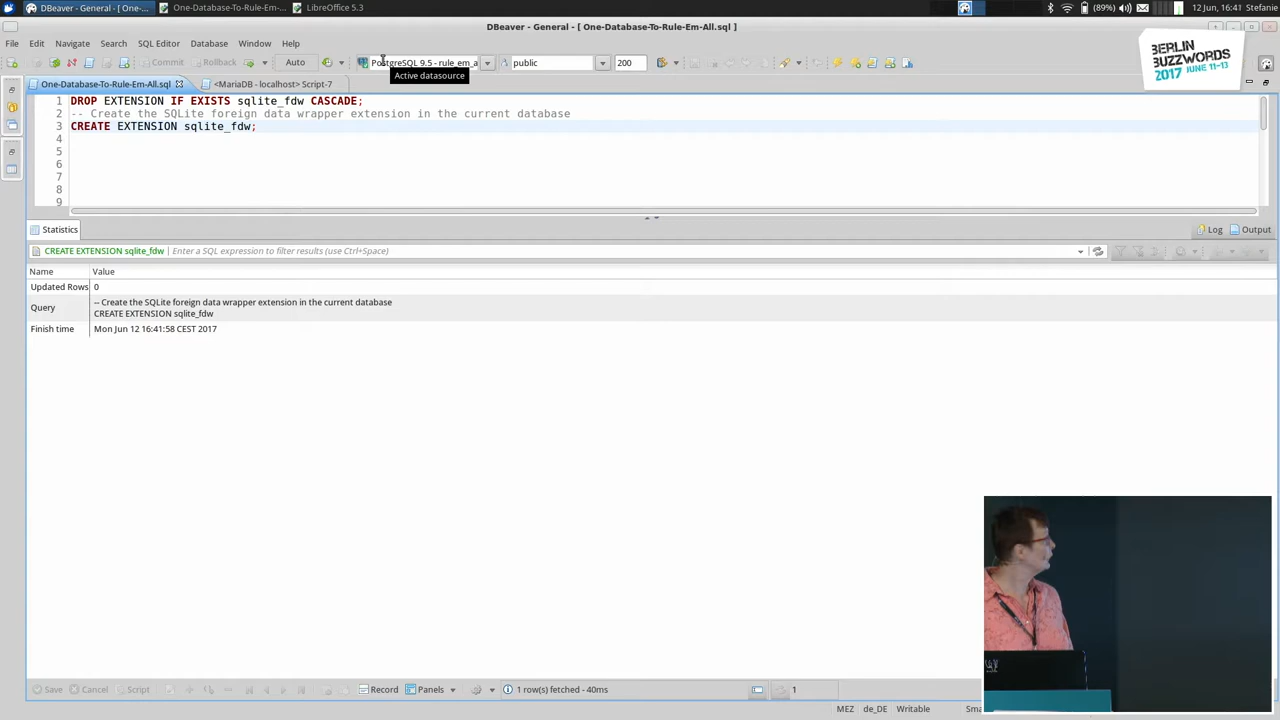 DBeaver - General - [ One-...
One-Database-To-Rule-Em-...
LibreOffice 5.3
(89%)
12 Jun, 16:41
Stefanie
DBeaver - General - [ One-Database-To-Rule-Em-All.sql ]
File Edit Navigate Search SQL Editor Database Window Help
Commit Rollback Auto PostgreSQL 9.5 - rule_em_a public 200
Active datasource
BERLIN
BUZZWORDS
2017 JUNE 11-13
One-Database-To-Rule-Em-All.sql
<MariaDB - localhost> Script-7
1 DROP EXTENSION IF EXISTS sqlite_fdw CASCADE;
2 -- Create the SQLite foreign data wrapper extension in the current database
3 CREATE EXTENSION sqlite_fdw;
4
5
6
7
8
9
Statistics
Log
Output
CREATE EXTENSION sqlite_fdw
Enter a SQL expression to filter results (use Ctrl+Space)
Name Value
Updated Rows 0
Query -- Create the SQLite foreign data wrapper extension in the current database
CREATE EXTENSION sqlite_fdw
Finish time Mon Jun 12 16:41:58 CEST 2017
Save Cancel Script Record Panels 1 row(s) fetched - 40ms 1
MEZ de_DE Writable Sma